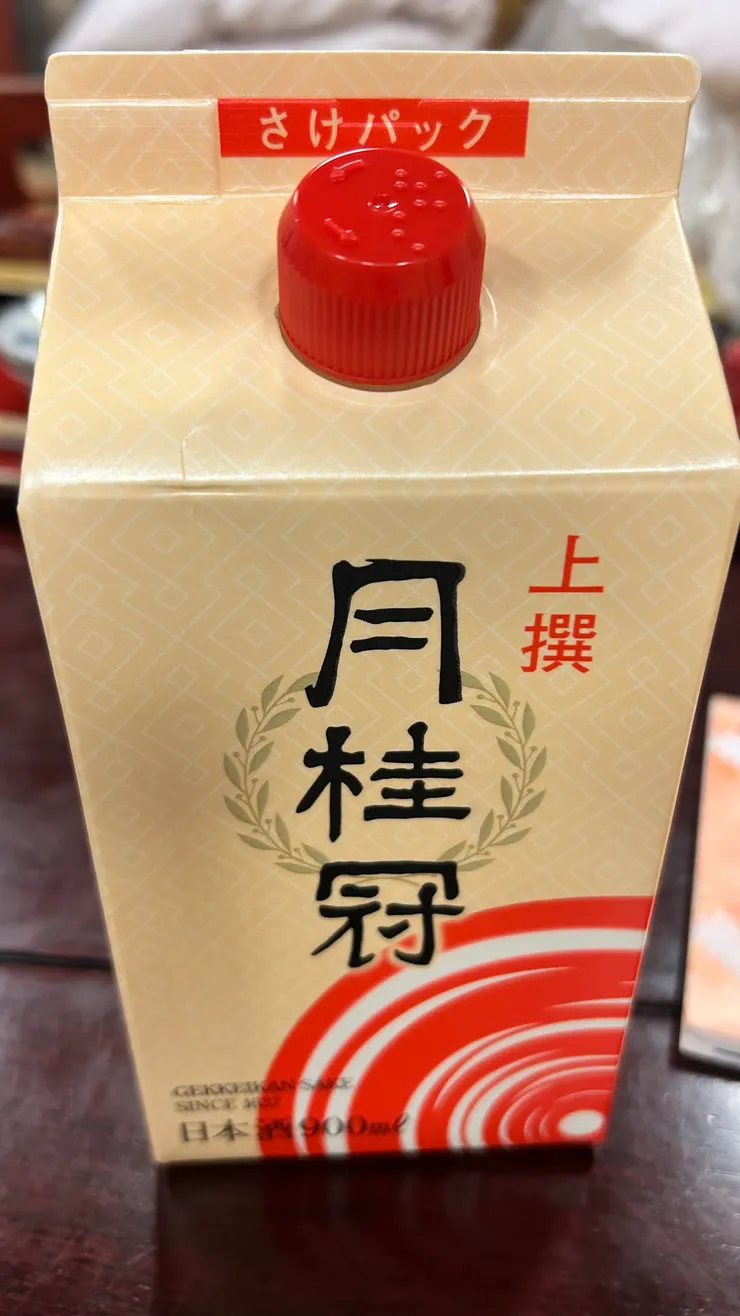 さけパック
上撰
月桂冠
GEKKEIKAN SAKE
SINCE 1637
日本酒900mℓ